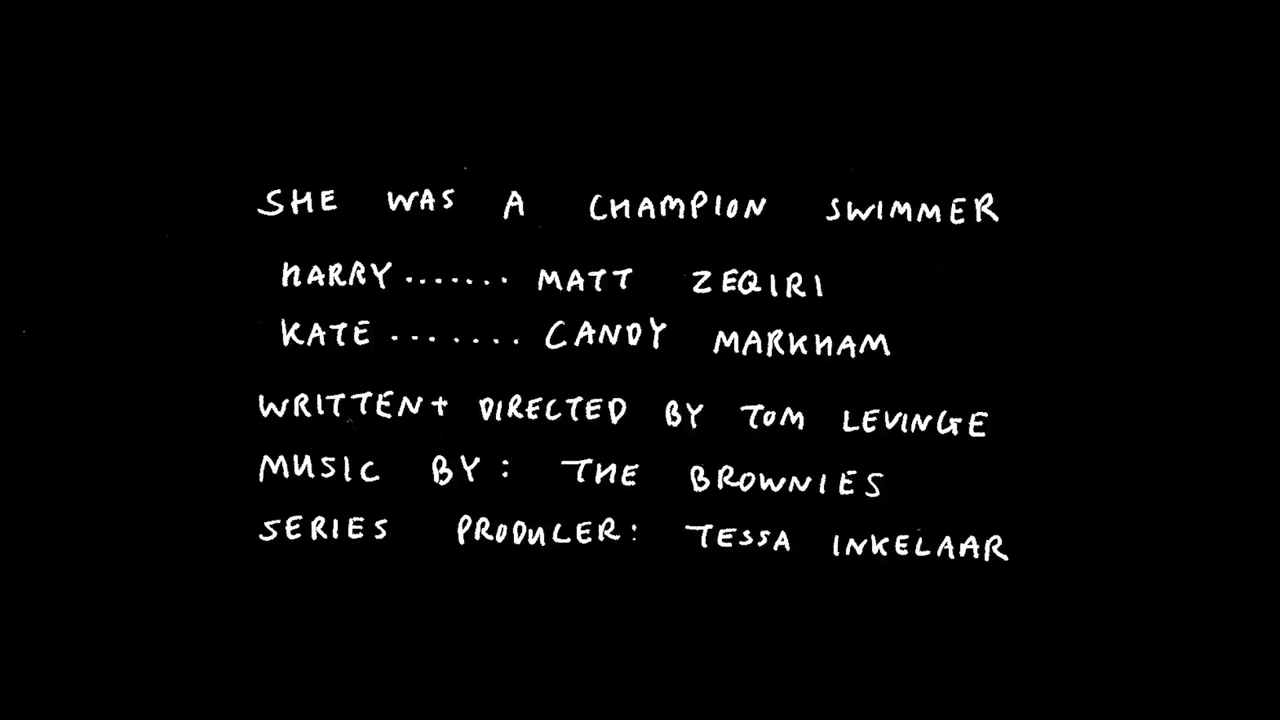 SHE WAS A CHAMPION SWIMMER
HARRY....... MATT ZEQIRI
KATE....... CANDY MARKHAM
WRITTEN+ DIRECTED BY TOM LEVINGE
MUSIC BY: THE BROWNIES
SERIES PRODUCER: TESSA INKELAAR